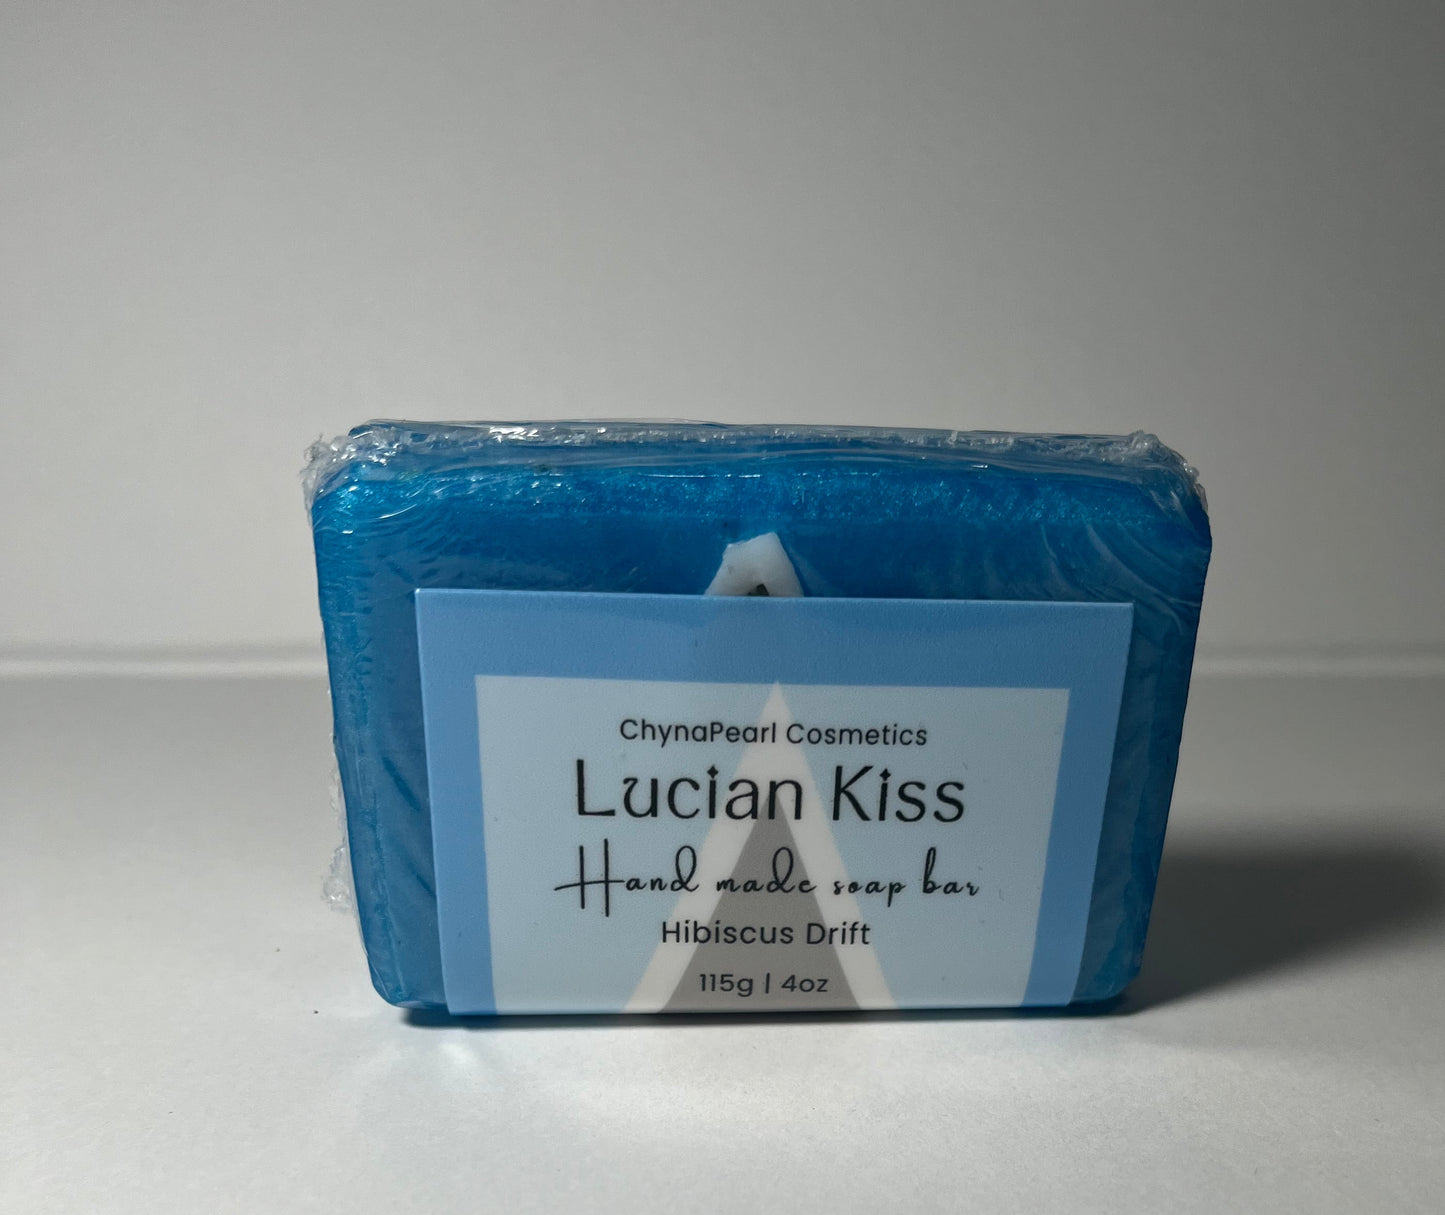 ChynaPearl Cosmetics
Lucian Kiss
Hand made soap bar
Hibiscus Drift
115g | 4oz